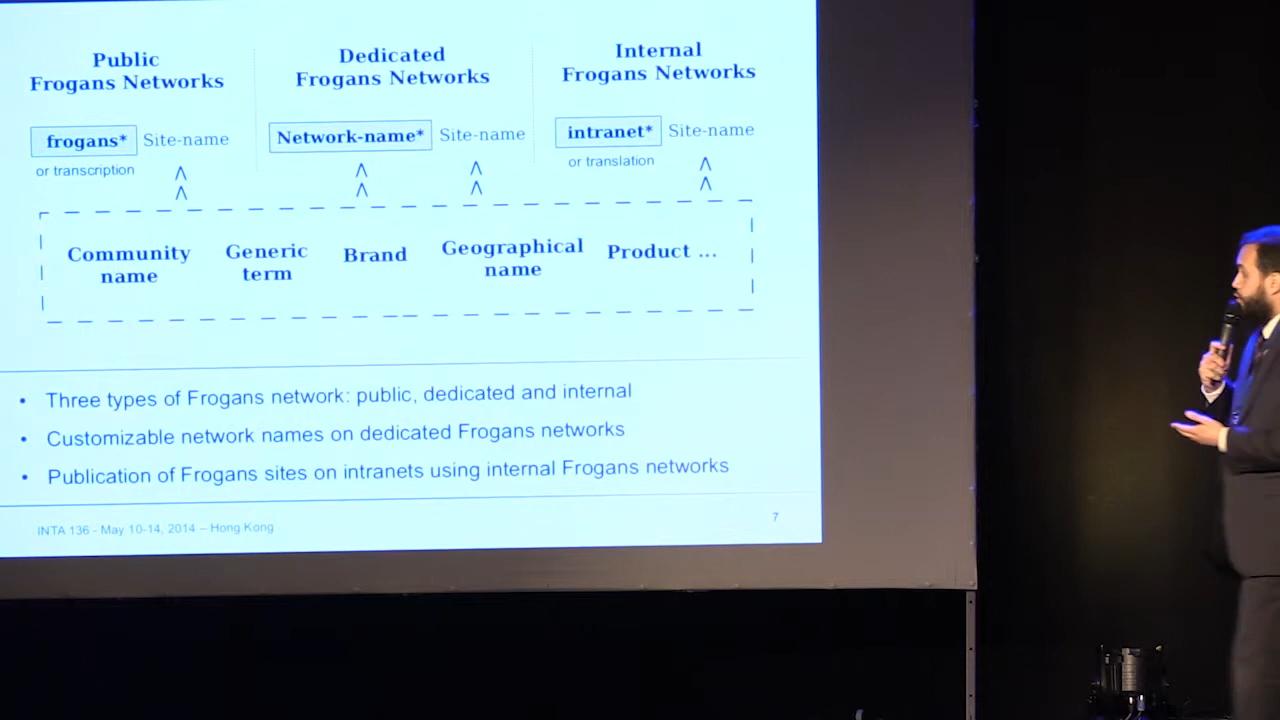 Public
Frogans Networks
Dedicated
Frogans Networks
Internal
Frogans Networks
frogans* Site-name
or transcription
Network-name* Site-name
intranet* Site-name
or translation
Community
name
Generic
term
Brand
Geographical
name
Product ...
• Three types of Frogans network: public, dedicated and internal
• Customizable network names on dedicated Frogans networks
• Publication of Frogans sites on intranets using internal Frogans networks
INTA 136 - May 10-14, 2014 – Hong Kong
7